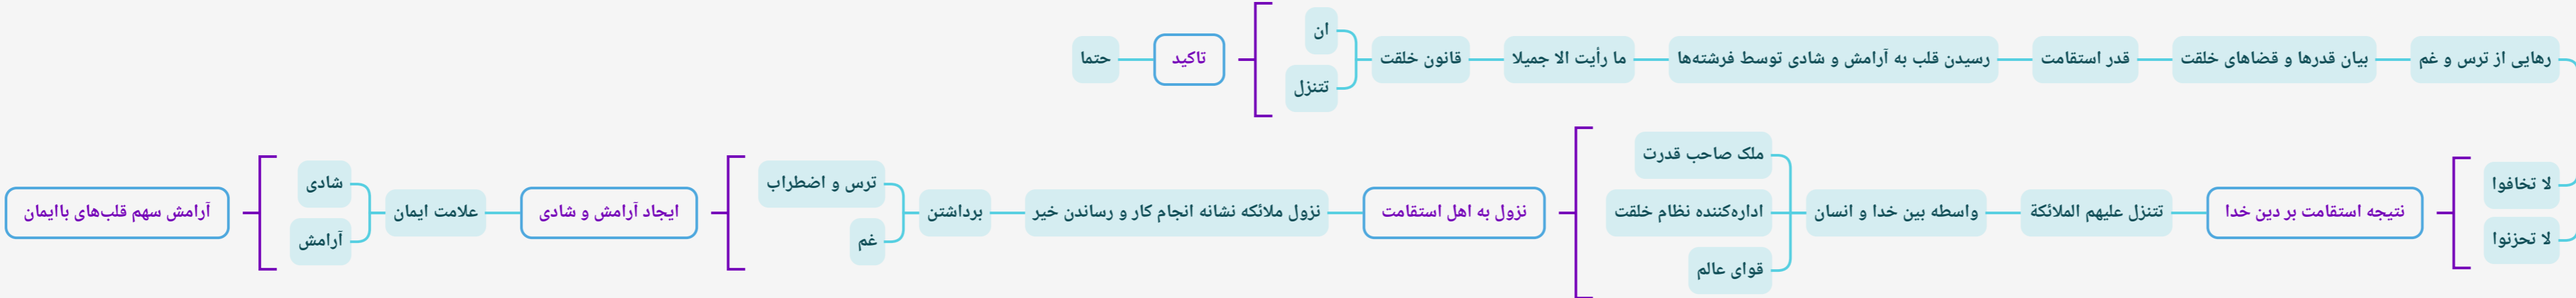 رهایی از ترس و غم
بیان قدرها و قضاهای خلقت
قدر استقامت
رسیدن قلب به آرامش و شادی توسط فرشته‌ها
ما رأیت الا جمیلا
قانون خلقت
ان
تتنزل
تاکید
حتما
لا تخافوا
لا تحزنوا
نتیجه استقامت بر دین خدا
تتنزل علیهم الملائکة
واسطه بین خدا و انسان
ملک صاحب قدرت
اداره‌کننده نظام خلقت
قوای عالم
نزول به اهل استقامت
نزول ملائکه نشانه انجام کار و رساندن خیر
برداشتن
ترس و اضطراب
غم
ایجاد آرامش و شادی
علامت ایمان
شادی
آرامش
آرامش سهم قلب‌های باایمان